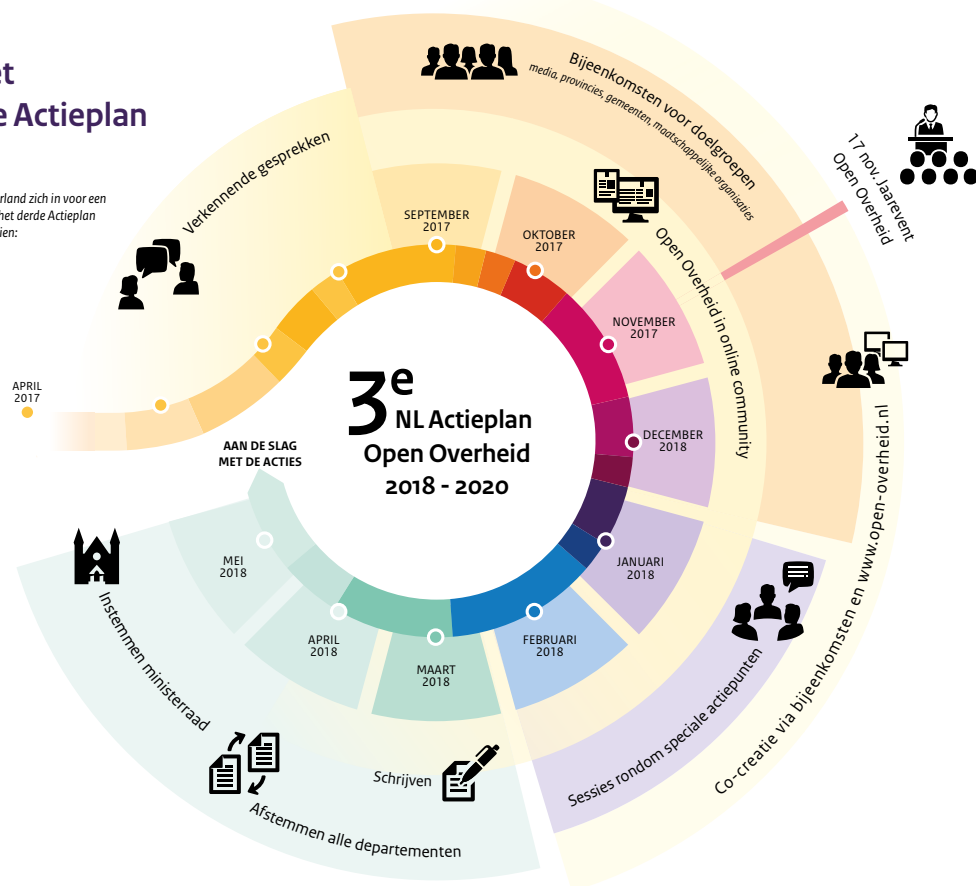 e Actieplan
rland zich in voor een
het derde Actieplan
Verkennende gesprekken
Bijeenkomsten voor doelgroepen
media, provincies, gemeenten, maatschappelijke organisaties
17 nov. Jaarevent
Open Overheid
Open Overheid in online community
Co-creatie via bijeenkomsten en www.open-overheid.nl
APRIL
2017
SEPTEMBER
2017
OKTOBER
2017
NOVEMBER
2017
DECEMBER
2018
JANUARI
2018
FEBRUARI
2018
MAART
2018
APRIL
2018
MEI
2018
AAN DE SLAG
MET DE ACTIES
3e
NL Actieplan
Open Overheid
2018 - 2020
Sessies rondom speciale actiepunten
Schrijven
Afstemmen alle departementen
Instemmen ministerraad